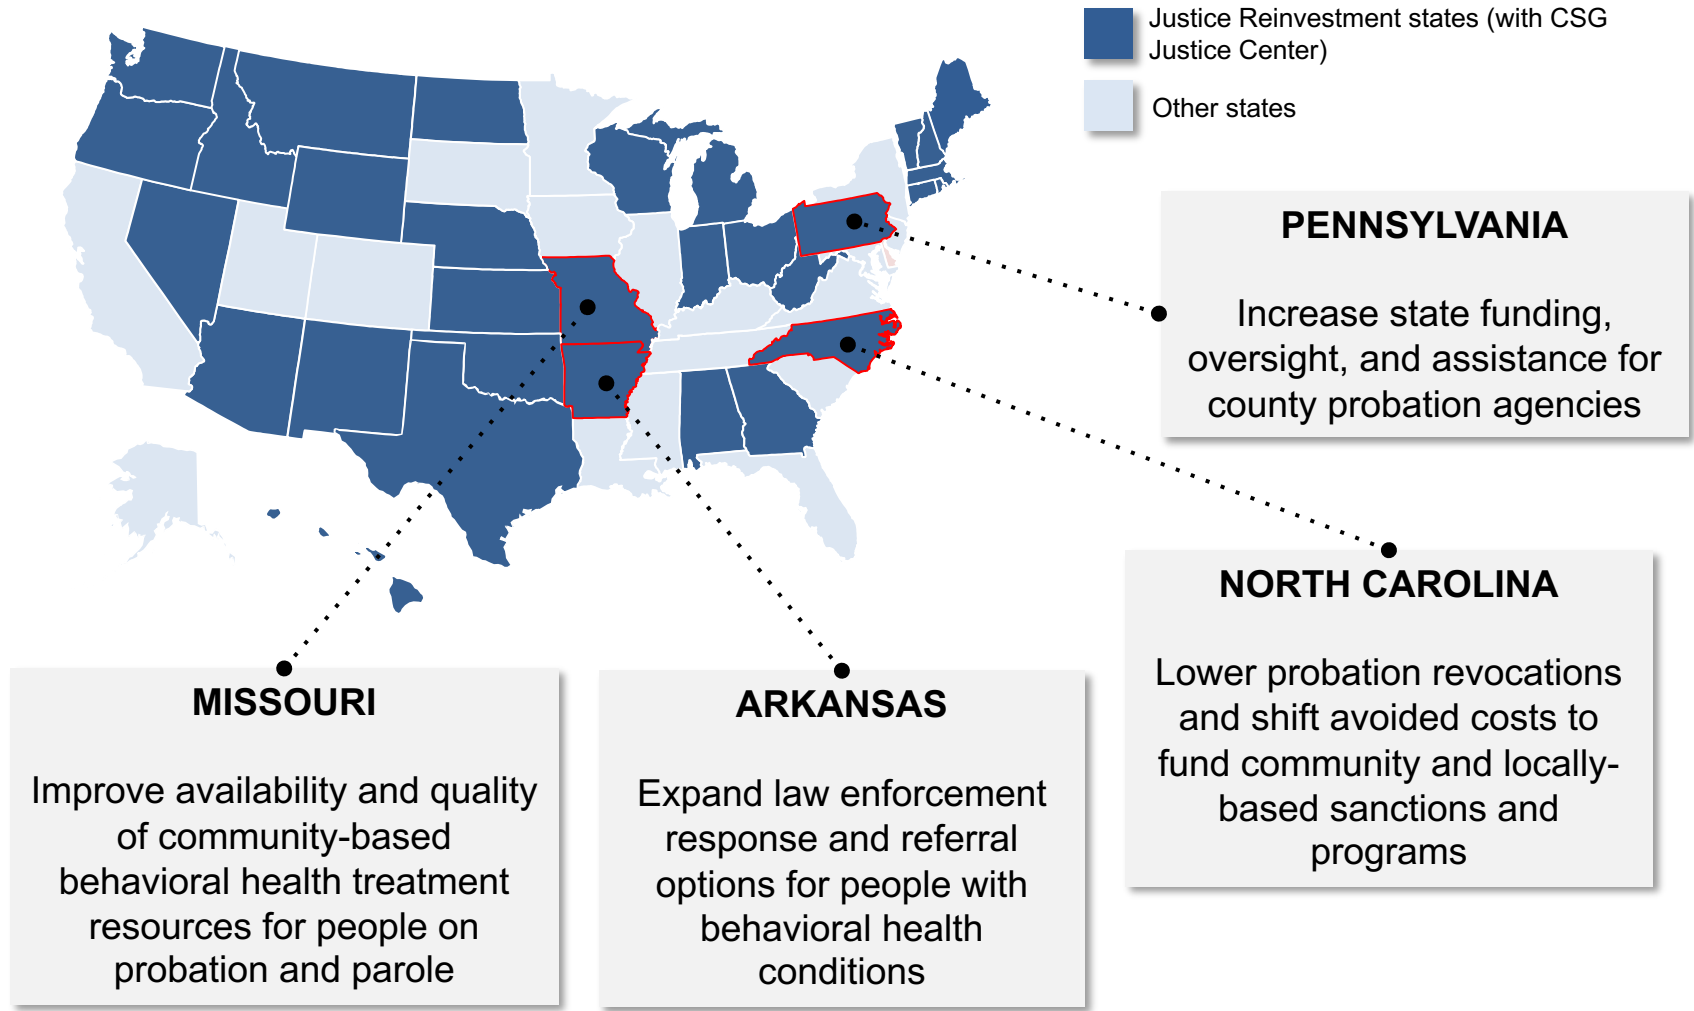 Justice Reinvestment states (with CSG
Justice Center)
Other states
PENNSYLVANIA
Increase state funding,
oversight, and assistance for
county probation agencies
NORTH CAROLINA
Lower probation revocations
and shift avoided costs to
fund community and locally-
based sanctions and
programs
MISSOURI
Improve availability and quality
of community-based
behavioral health treatment
resources for people on
probation and parole
ARKANSAS
Expand law enforcement
response and referral
options for people with
behavioral health
conditions